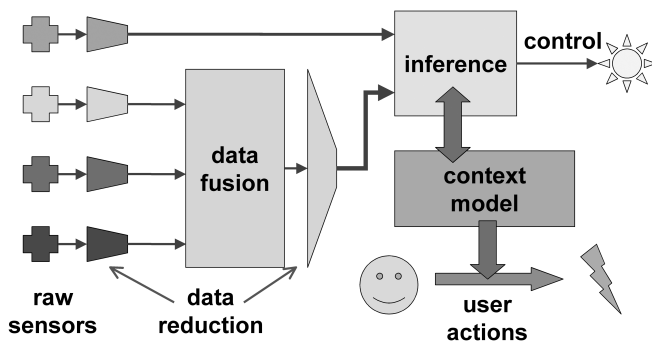 control
inference
data
fusion
context
model
raw
sensors
data
reduction
user
actions